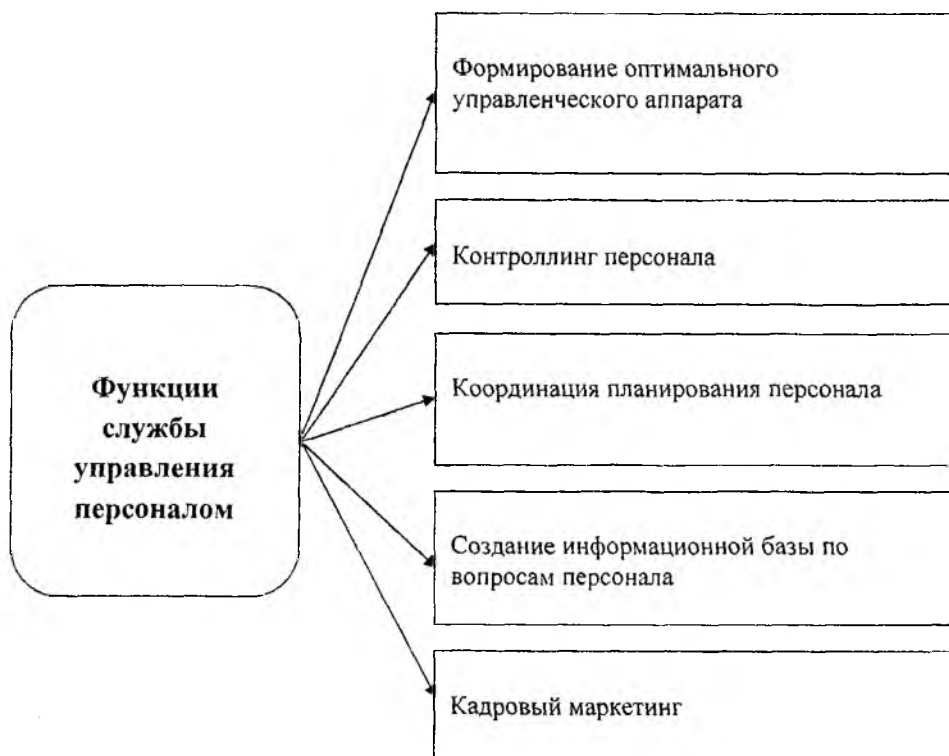 Формирование оптимального
управленческого аппарата
Контроллинг персонала
Функции
службы
управления
персоналом
Координация планирования персонала
Создание информационной базы по
вопросам персонала
Кадровый маркетинг